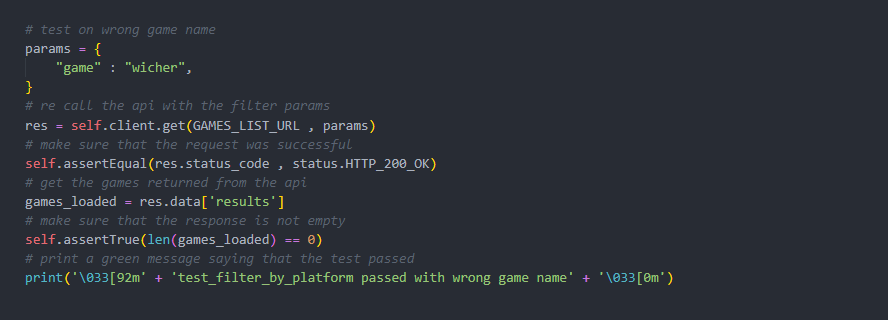 # test on wrong game name
params = {
    "game" : "wicher",
}
# re call the api with the filter params
res = self.client.get(GAMES_LIST_URL , params)
# make sure that the request was successful
self.assertEqual(res.status_code , status.HTTP_200_OK)
# get the games returned from the api
games_loaded = res.data['results']
# make sure that the response is not empty
self.assertTrue(len(games_loaded) == 0)
# print a green message saying that the test passed
print('\033[92m' + 'test_filter_by_platform passed with wrong game name' + '\033[0m')